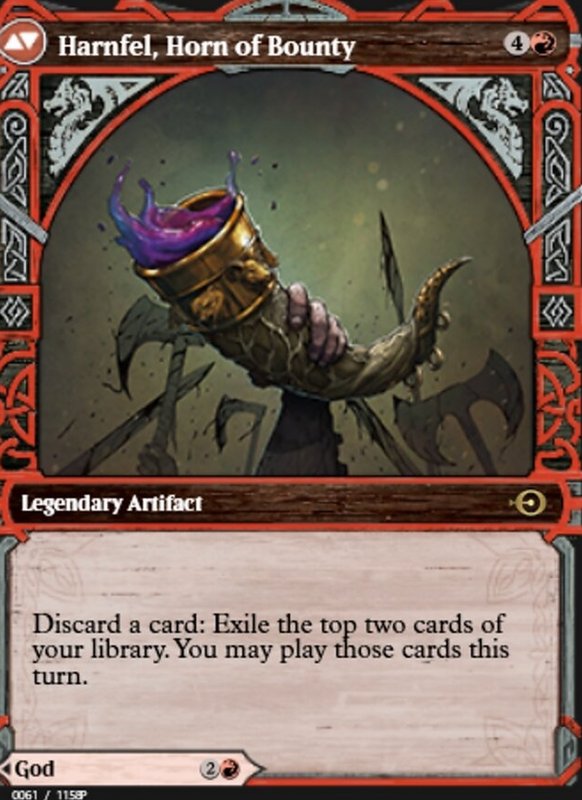 Harnfel, Horn of Bounty 4
Legendary Artifact
Discard a card: Exile the top two cards of
your library. You may play those cards this
turn.
God 2
0061 / 1158P